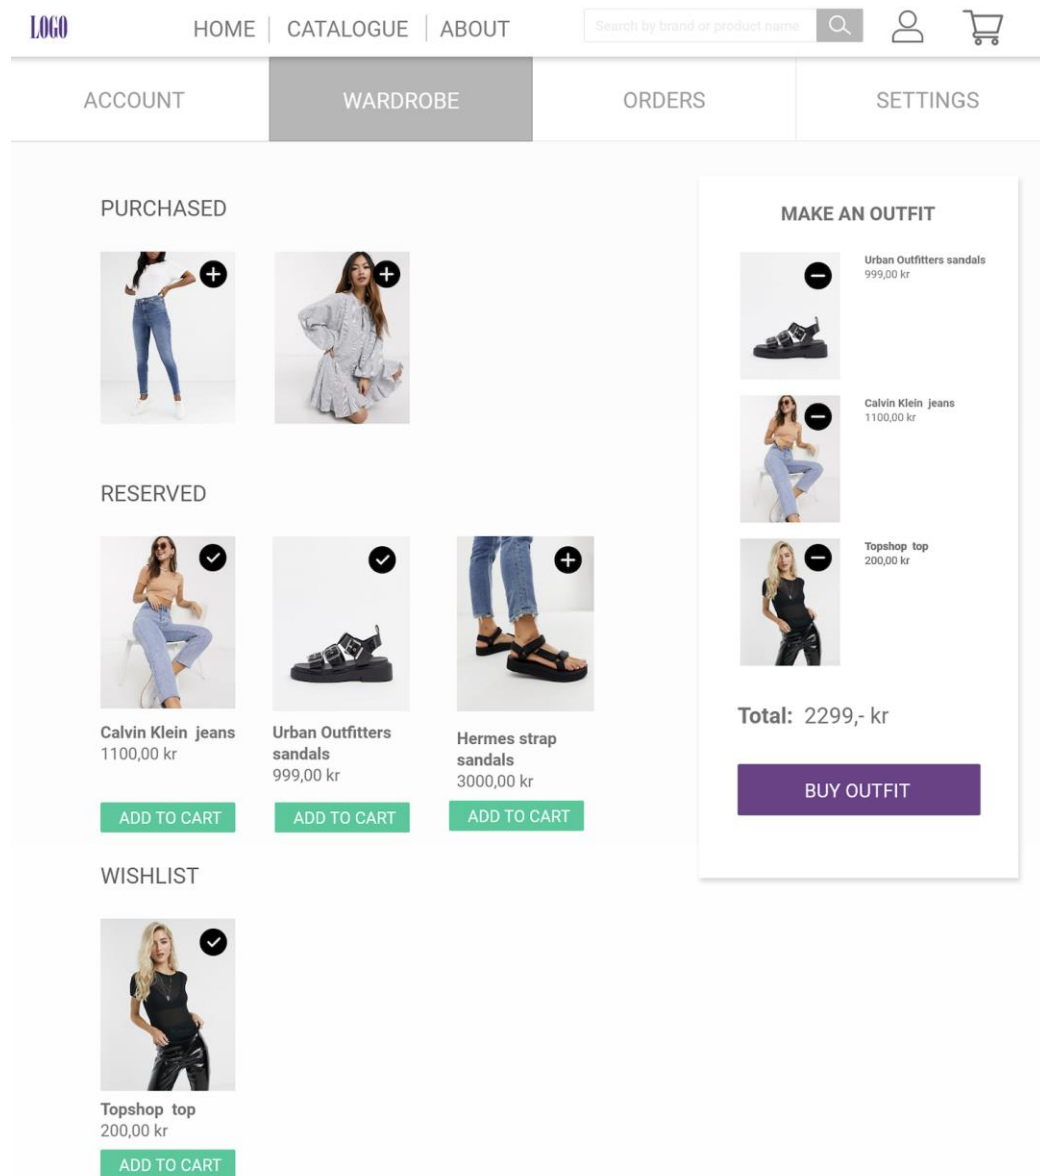 LOGO
HOME
CATALOGUE
ABOUT
Search by brand or product name
ACCOUNT
WARDROBE
ORDERS
SETTINGS
PURCHASED
RESERVED
Calvin Klein jeans
1100,00 kr
ADD TO CART
Urban Outfitters
sandals
999,00 kr
ADD TO CART
Hermes strap
sandals
3000,00 kr
ADD TO CART
WISHLIST
Topshop top
200,00 kr
ADD TO CART
MAKE AN OUTFIT
Urban Outfitters sandals
999,00 kr
Calvin Klein jeans
1100,00 kr
Topshop top
200,00 kr
Total: 2299,- kr
BUY OUTFIT